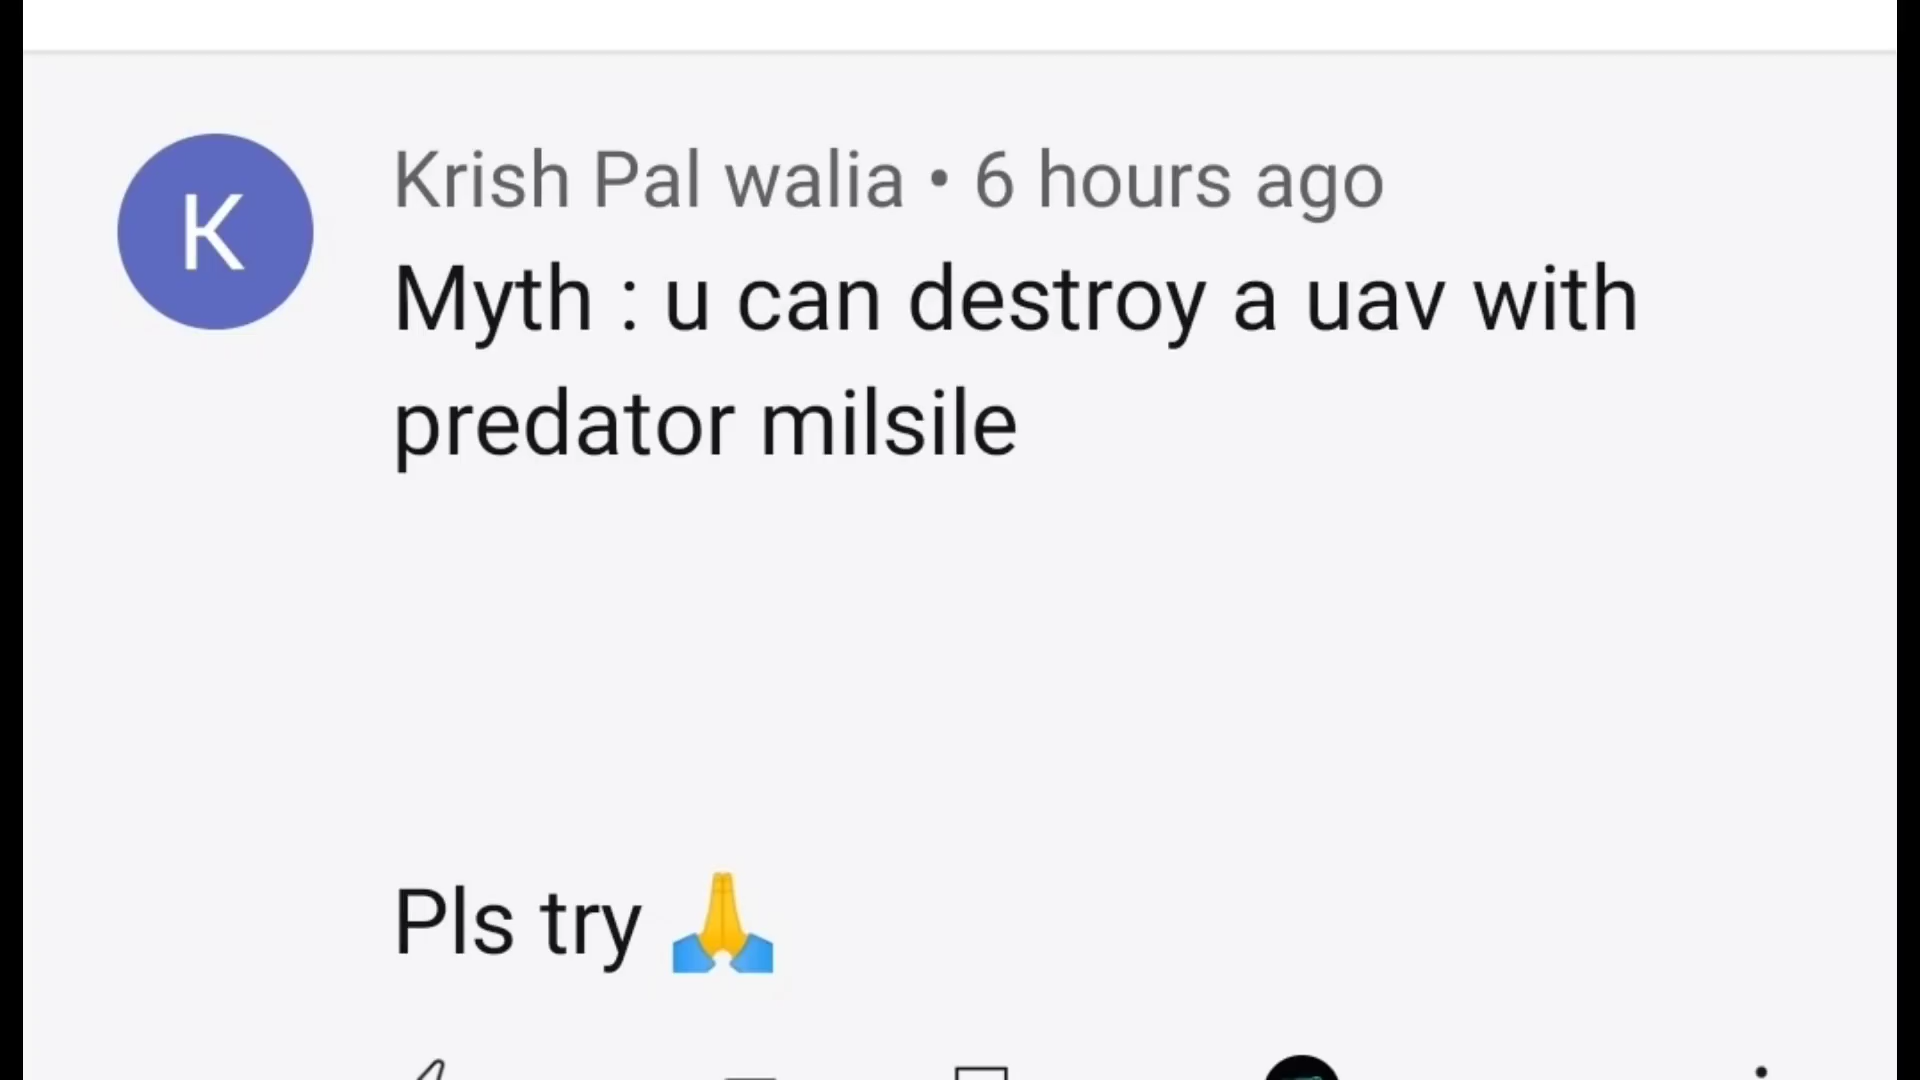 K
Krish Pal walia • 6 hours ago
Myth : u can destroy a uav with
predator milsile
Pls try 🙏